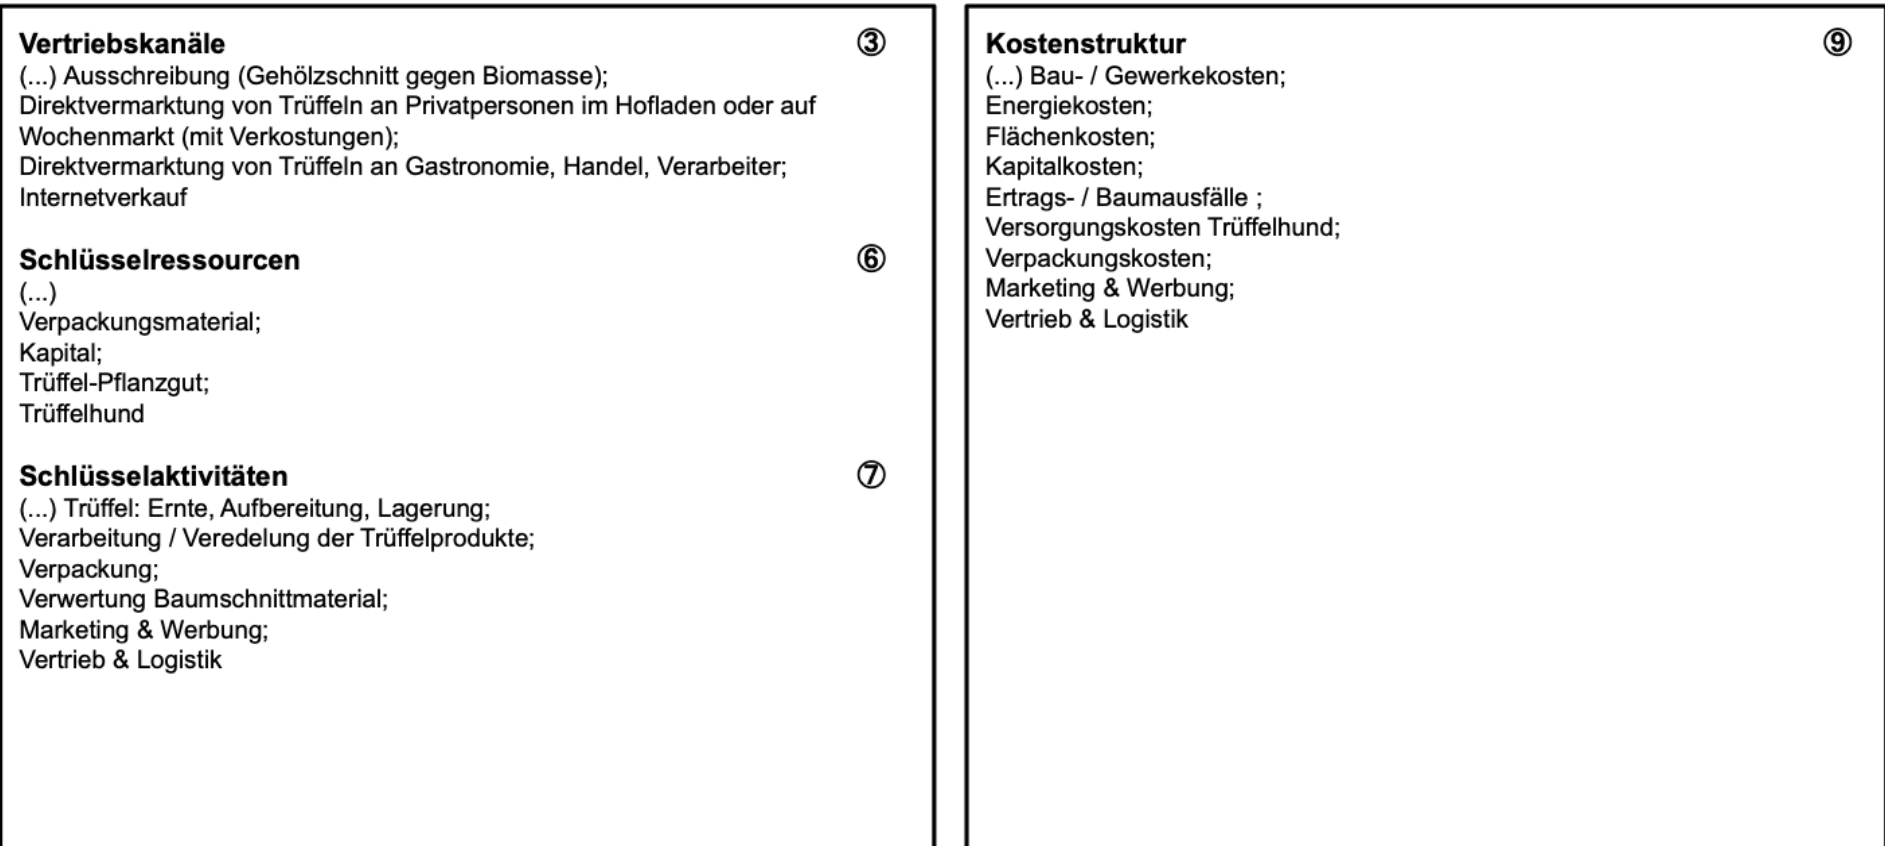 Vertriebskanäle ③
(...) Ausschreibung (Gehölzschnitt gegen Biomasse);
Direktvermarktung von Trüffeln an Privatpersonen im Hofladen oder auf
Wochenmarkt (mit Verkostungen);
Direktvermarktung von Trüffeln an Gastronomie, Handel, Verarbeiter;
Internetverkauf
Schlüsselressourcen ⑥
(...)
Verpackungsmaterial;
Kapital;
Trüffel-Pflanzgut;
Trüffelhund
Schlüsselaktivitäten ⑦
(...) Trüffel: Ernte, Aufbereitung, Lagerung;
Verarbeitung / Veredelung der Trüffelprodukte;
Verpackung;
Verwertung Baumschnittmaterial;
Marketing & Werbung;
Vertrieb & Logistik
Kostenstruktur ⑨
(...) Bau- / Gewerkekosten;
Energiekosten;
Flächenkosten;
Kapitalkosten;
Ertrags- / Baumausfälle ;
Versorgungskosten Trüffelhund;
Verpackungskosten;
Marketing & Werbung;
Vertrieb & Logistik